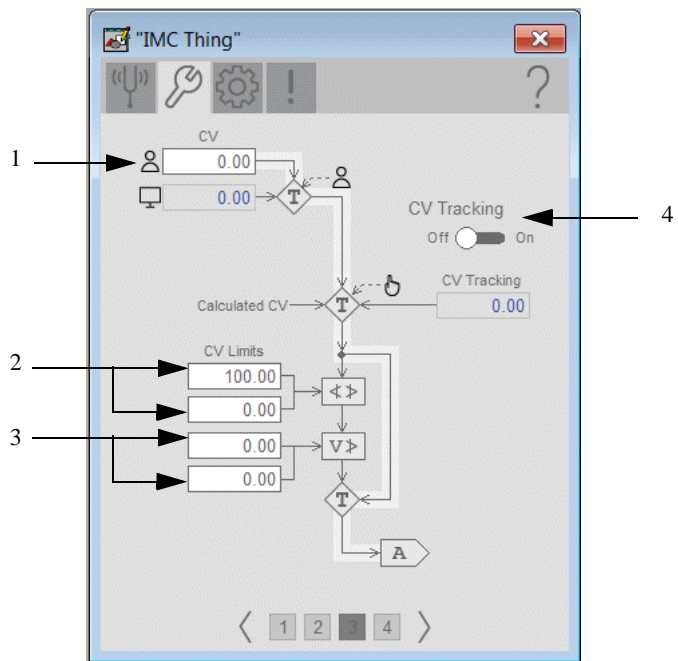 "IMC Thing"
?
CV
1
0.00
0.00
T
CV Tracking
4
Off
On
CV Tracking
Calculated CV
T
0.00
CV Limits
2
100.00
0.00
3
0.00
V
0.00
T
A
1 2 3 4